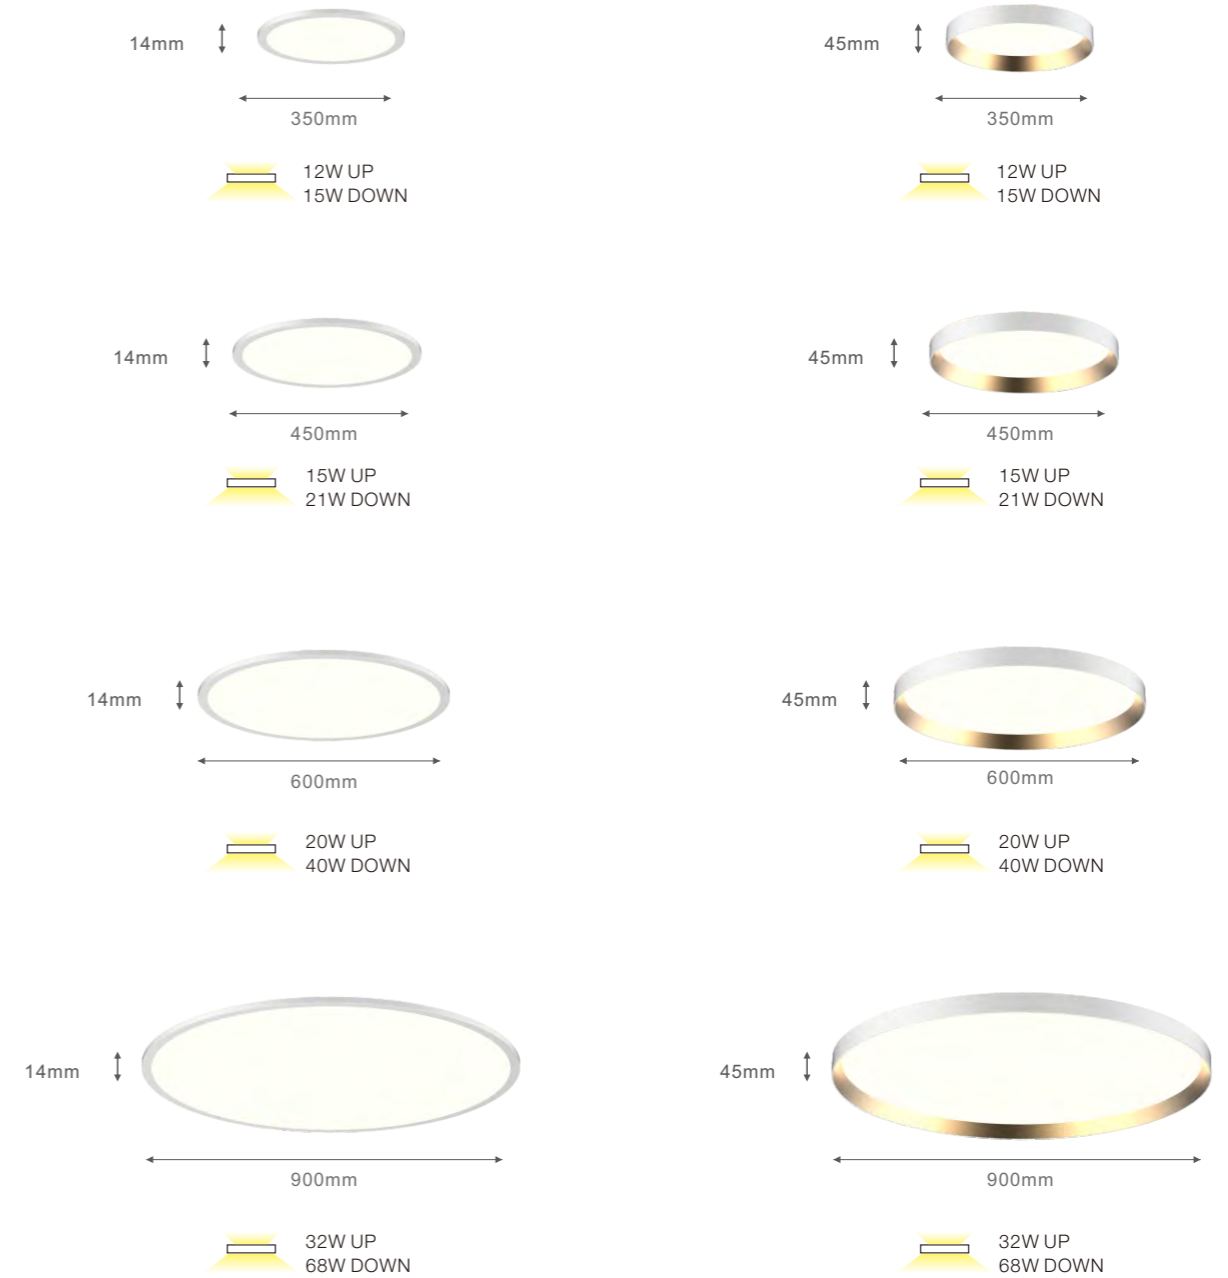 14mm
45mm
350mm
350mm
12W UP
15W DOWN
12W UP
15W DOWN
14mm
45mm
450mm
450mm
15W UP
21W DOWN
15W UP
21W DOWN
14mm
45mm
600mm
600mm
20W UP
40W DOWN
20W UP
40W DOWN
14mm
45mm
900mm
900mm
32W UP
68W DOWN
32W UP
68W DOWN